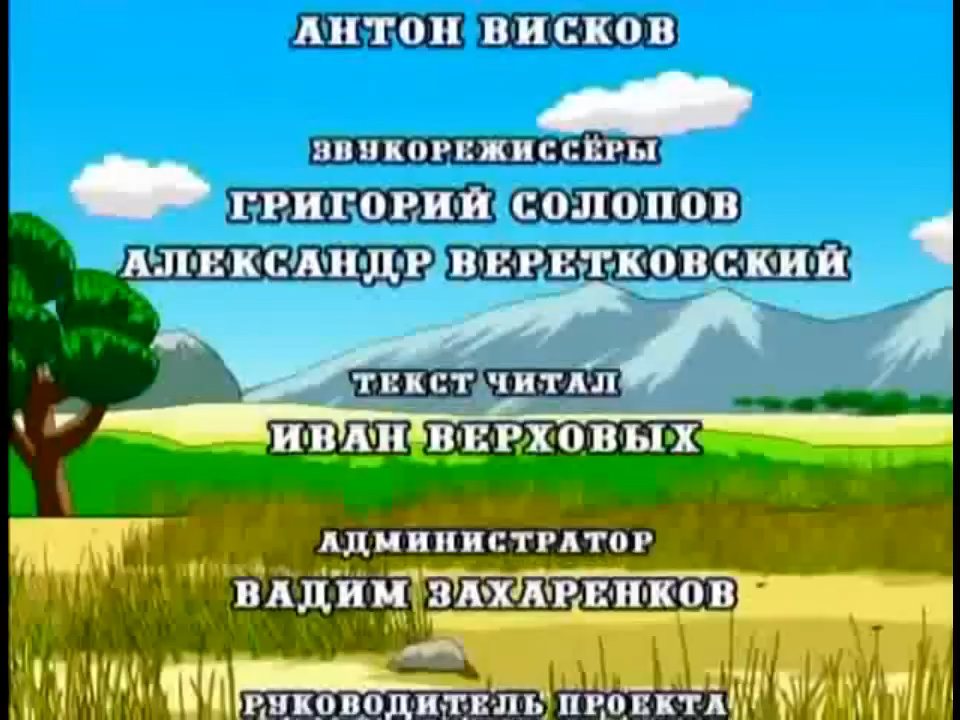 АНТОН ВИСКОВ
ЗВУКОРЕЖИССЁРЫ
ГРИГОРИЙ СОЛОПОВ
АЛЕКСАНДР ВЕРЕТКОВСКИЙ
ТЕКСТ ЧИТАЛ
ИВАН ВЕРХОВЫХ
АДМИНИСТРАТОР
ВАДИМ ЗАХАРЕНКОВ
РУКОВОДИТЕЛЬ ПРОЕКТА